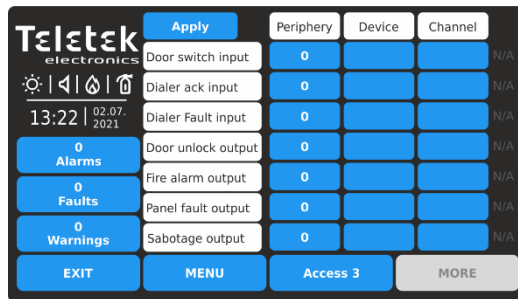 Teletek
electronics
13:22 02.07.
2021
0
Alarms
0
Faults
0
Warnings
Apply Periphery Device Channel
Door switch input 0 N/A
Dialer ack input 0 N/A
Dialer Fault input 0 N/A
Door unlock output 0 N/A
Fire alarm output 0 N/A
Panel fault output 0 N/A
Sabotage output 0 N/A
EXIT MENU Access 3 MORE